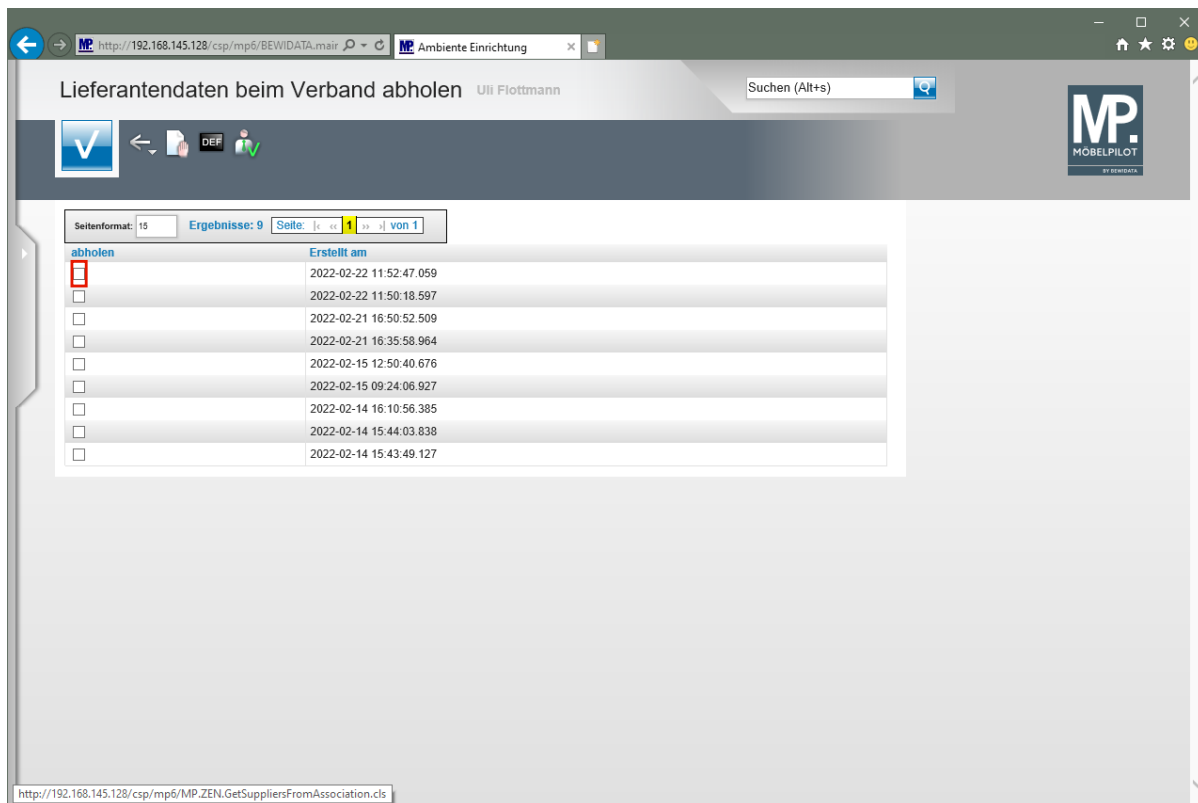 http://192.168.145.128/csp/mp6/BEWIDATA.mair
MP. Ambiente Einrichtung
Lieferantendaten beim Verband abholen Uli Flottmann
Suchen (Alt+s)
DEF
MP.
MÖBELPILOT
BY BEWIDATA
Seitenformat: 15 Ergebnisse: 9 Seite: |‹ ‹‹ 1 ›› ›| von 1
abholen Erstellt am
2022-02-22 11:52:47.059
2022-02-22 11:50:18.597
2022-02-21 16:50:52.509
2022-02-21 16:35:58.964
2022-02-15 12:50:40.676
2022-02-15 09:24:06.927
2022-02-14 16:10:56.385
2022-02-14 15:44:03.838
2022-02-14 15:43:49.127
http://192.168.145.128/csp/mp6/MP.ZEN.GetSuppliersFromAssociation.cls